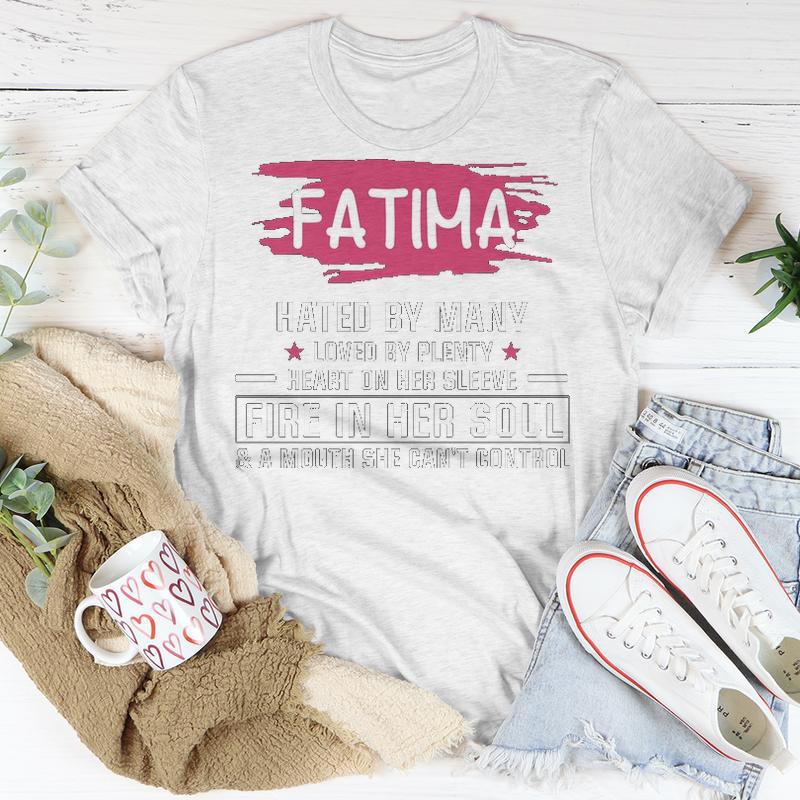 FATIMA
HATED BY MANY
★ LOVED BY PLENTY ★
HEART ON HER SLEEVE
FIRE IN HER SOUL
& A MOUTH SHE CAN'T CONTROL